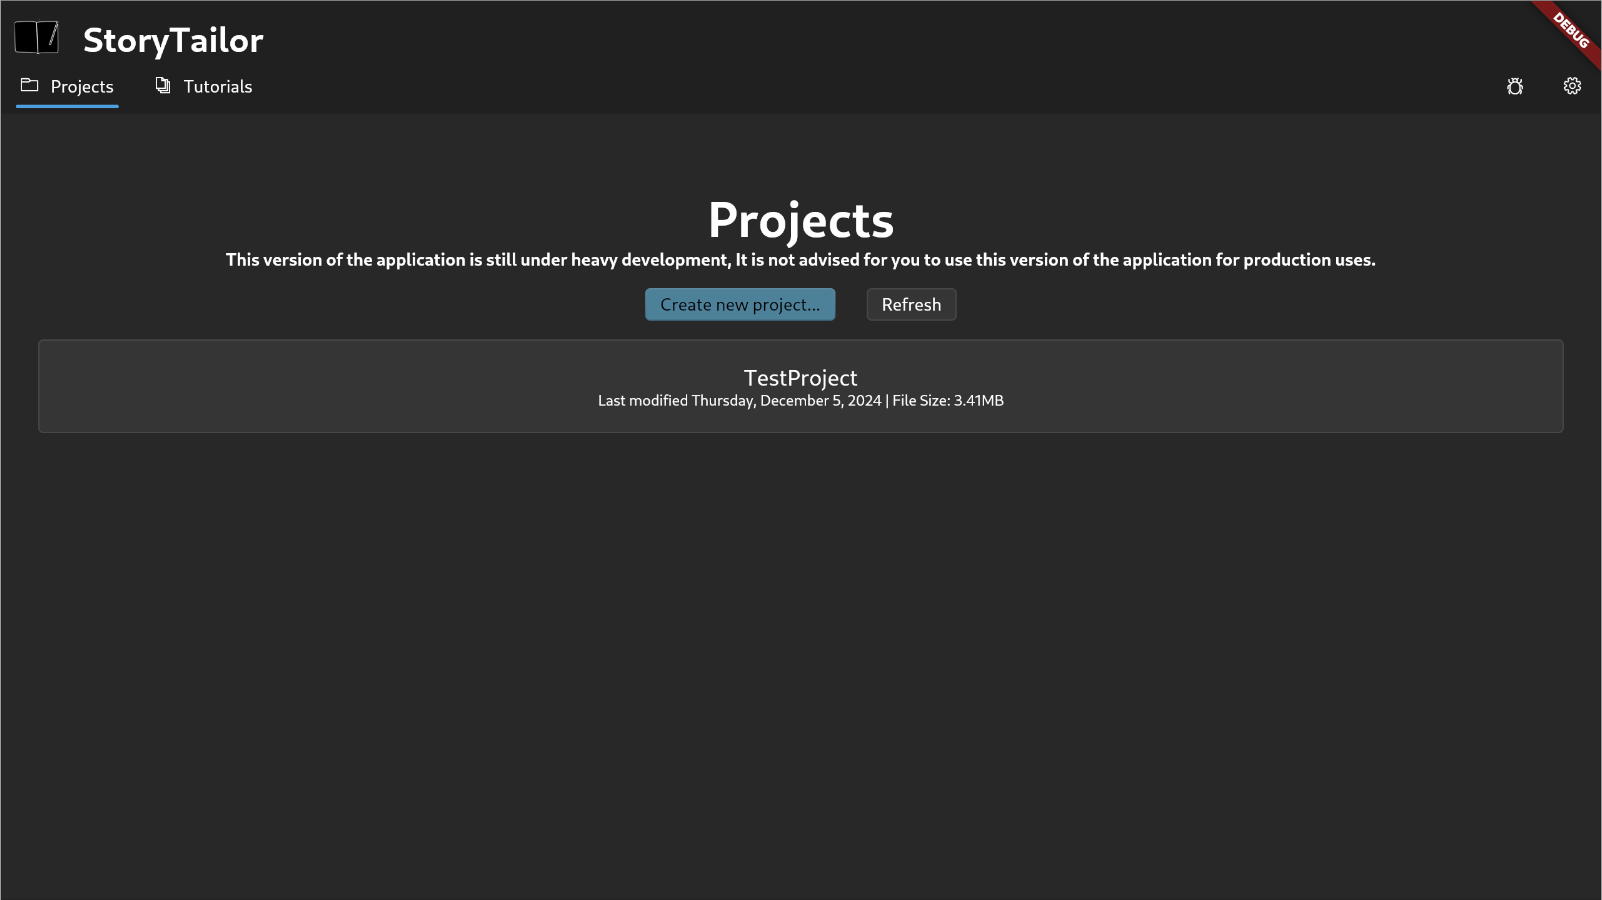 StoryTailor
DEBUG
Projects
Tutorials
Projects
This version of the application is still under heavy development, It is not advised for you to use this version of the application for production uses.
Create new project...
Refresh
TestProject
Last modified Thursday, December 5, 2024 | File Size: 3.41MB